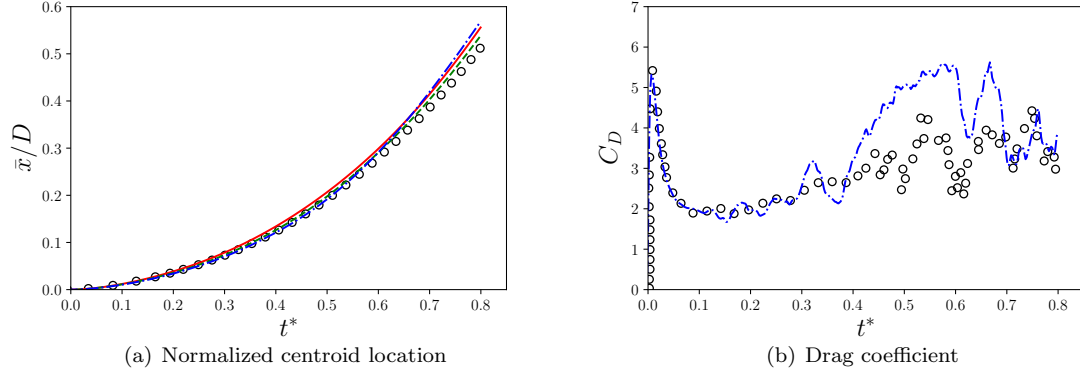 0.6
0.5
0.4
0.3
0.2
0.1
0.0
x̄/D
0.0 0.1 0.2 0.3 0.4 0.5 0.6 0.7 0.8
t*
(a) Normalized centroid location
7
6
5
4
3
2
1
0
C_D
0.0 0.1 0.2 0.3 0.4 0.5 0.6 0.7 0.8
t*
(b) Drag coefficient